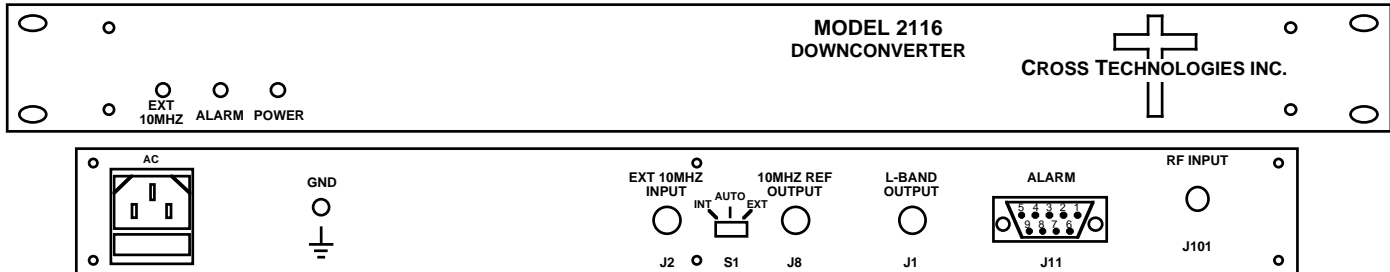 MODEL 2116
DOWNCONVERTER
CROSS TECHNOLOGIES INC.
EXT
10MHZ
ALARM
POWER
AC
GND
EXT 10MHZ
INPUT
INT
AUTO
EXT
10MHZ REF
OUTPUT
L-BAND
OUTPUT
ALARM
5 4 3 2 1
9 8 7 6
RF INPUT
J2
S1
J8
J1
J11
J101